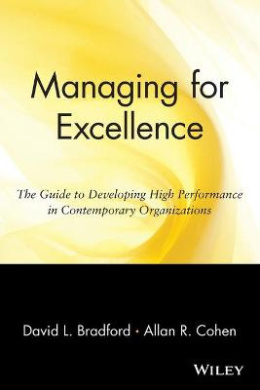 Managing for
Excellence
The Guide to Developing High Performance
in Contemporary Organizations
David L. Bradford • Allan R. Cohen
WILEY